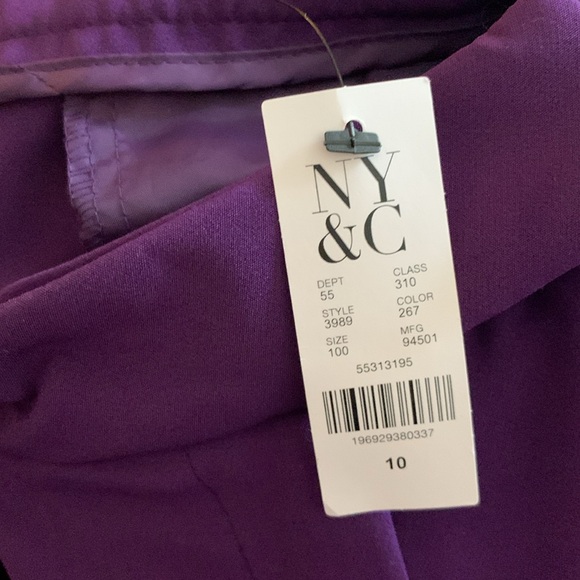 NY
&C
DEPT CLASS
55 310
STYLE COLOR
3989 267
SIZE MFG
100 94501
55313195
196929380337
10